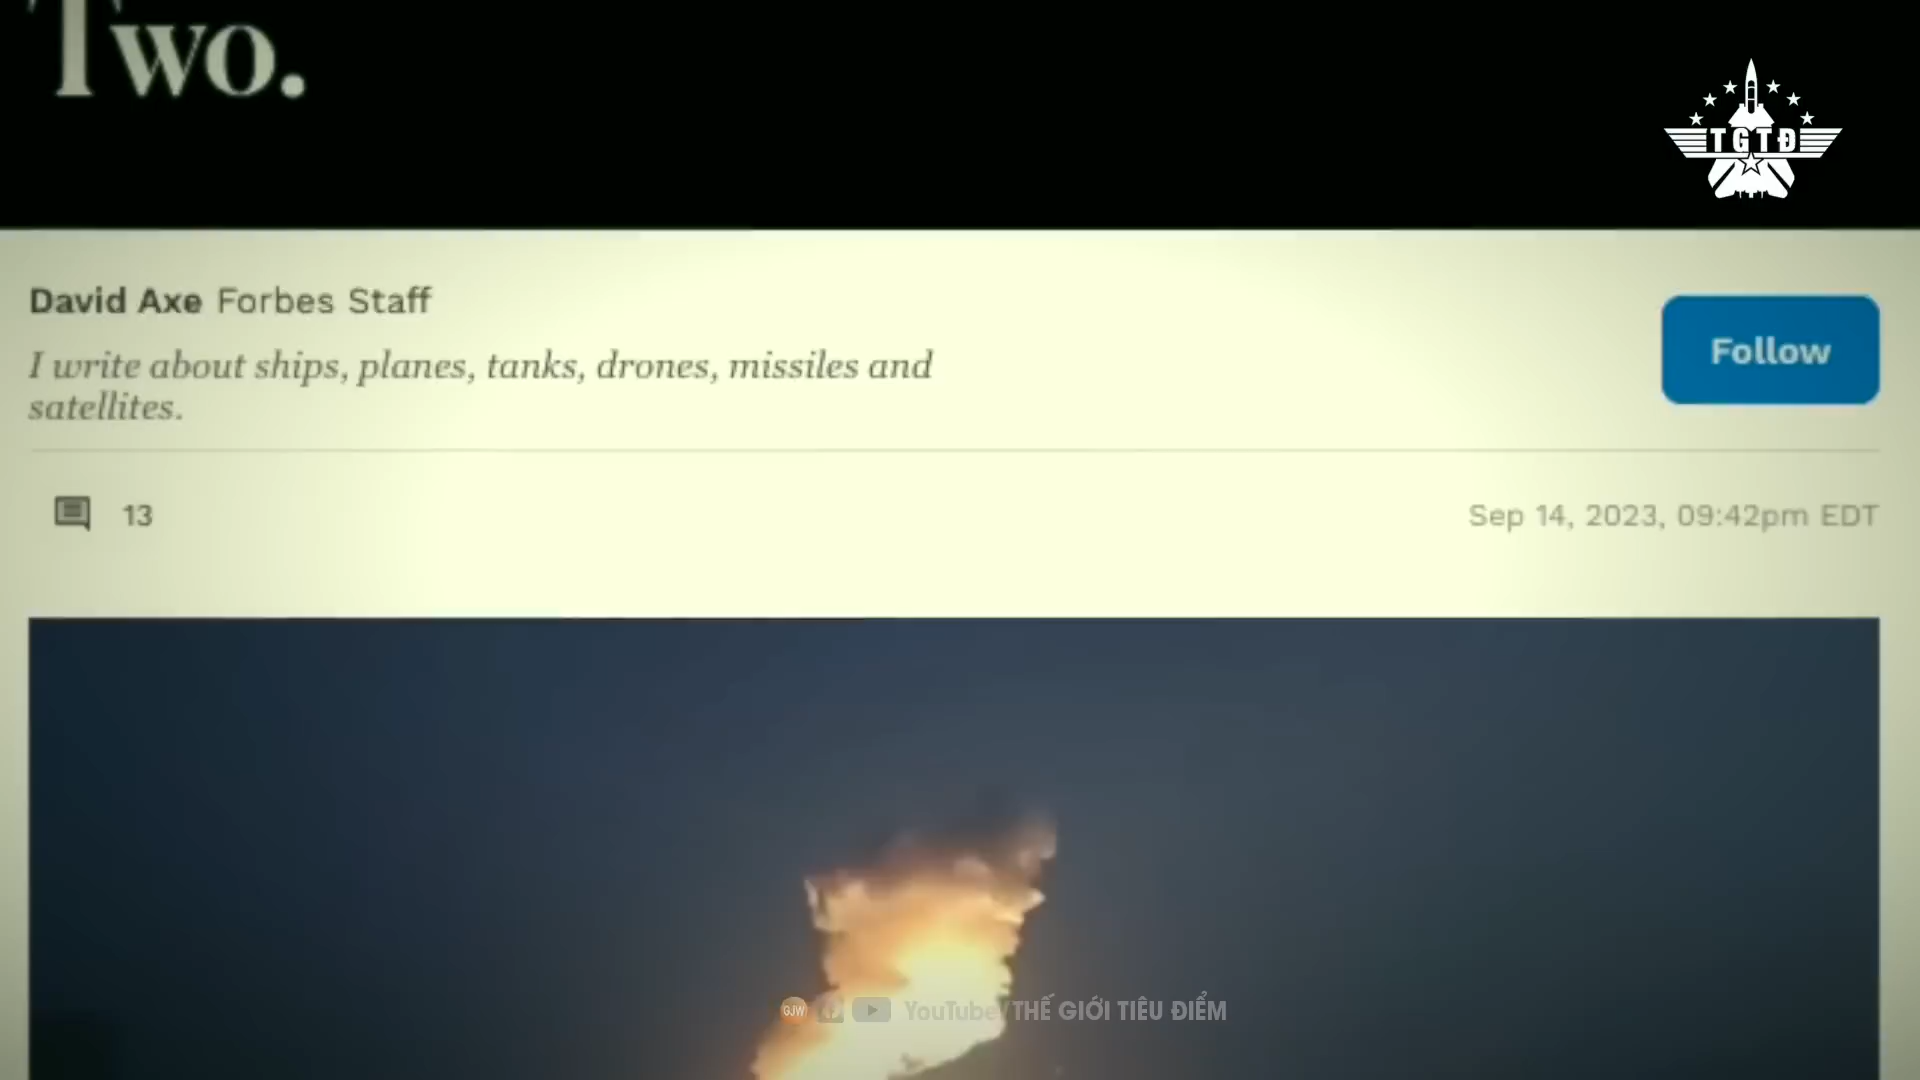 Two.
TGTĐ
David Axe Forbes Staff
Follow
I write about ships, planes, tanks, drones, missiles and
satellites.
13
Sep 14, 2023, 09:42pm EDT
GJW YouTube/THẾ GIỚI TIÊU ĐIỂM